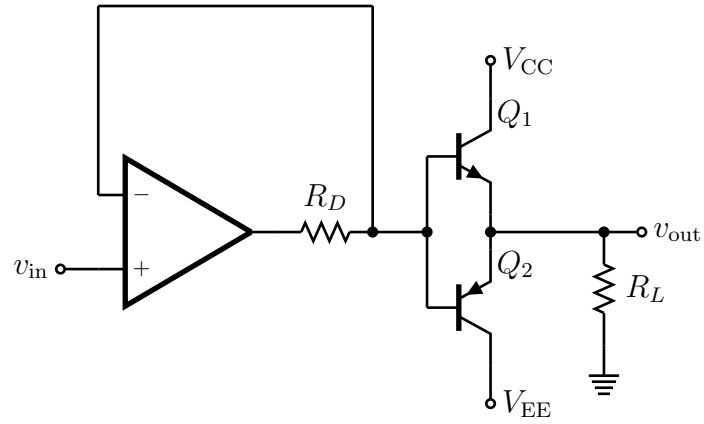 V_CC
Q_1
R_D
−
v_out
v_in
+
Q_2
R_L
V_EE